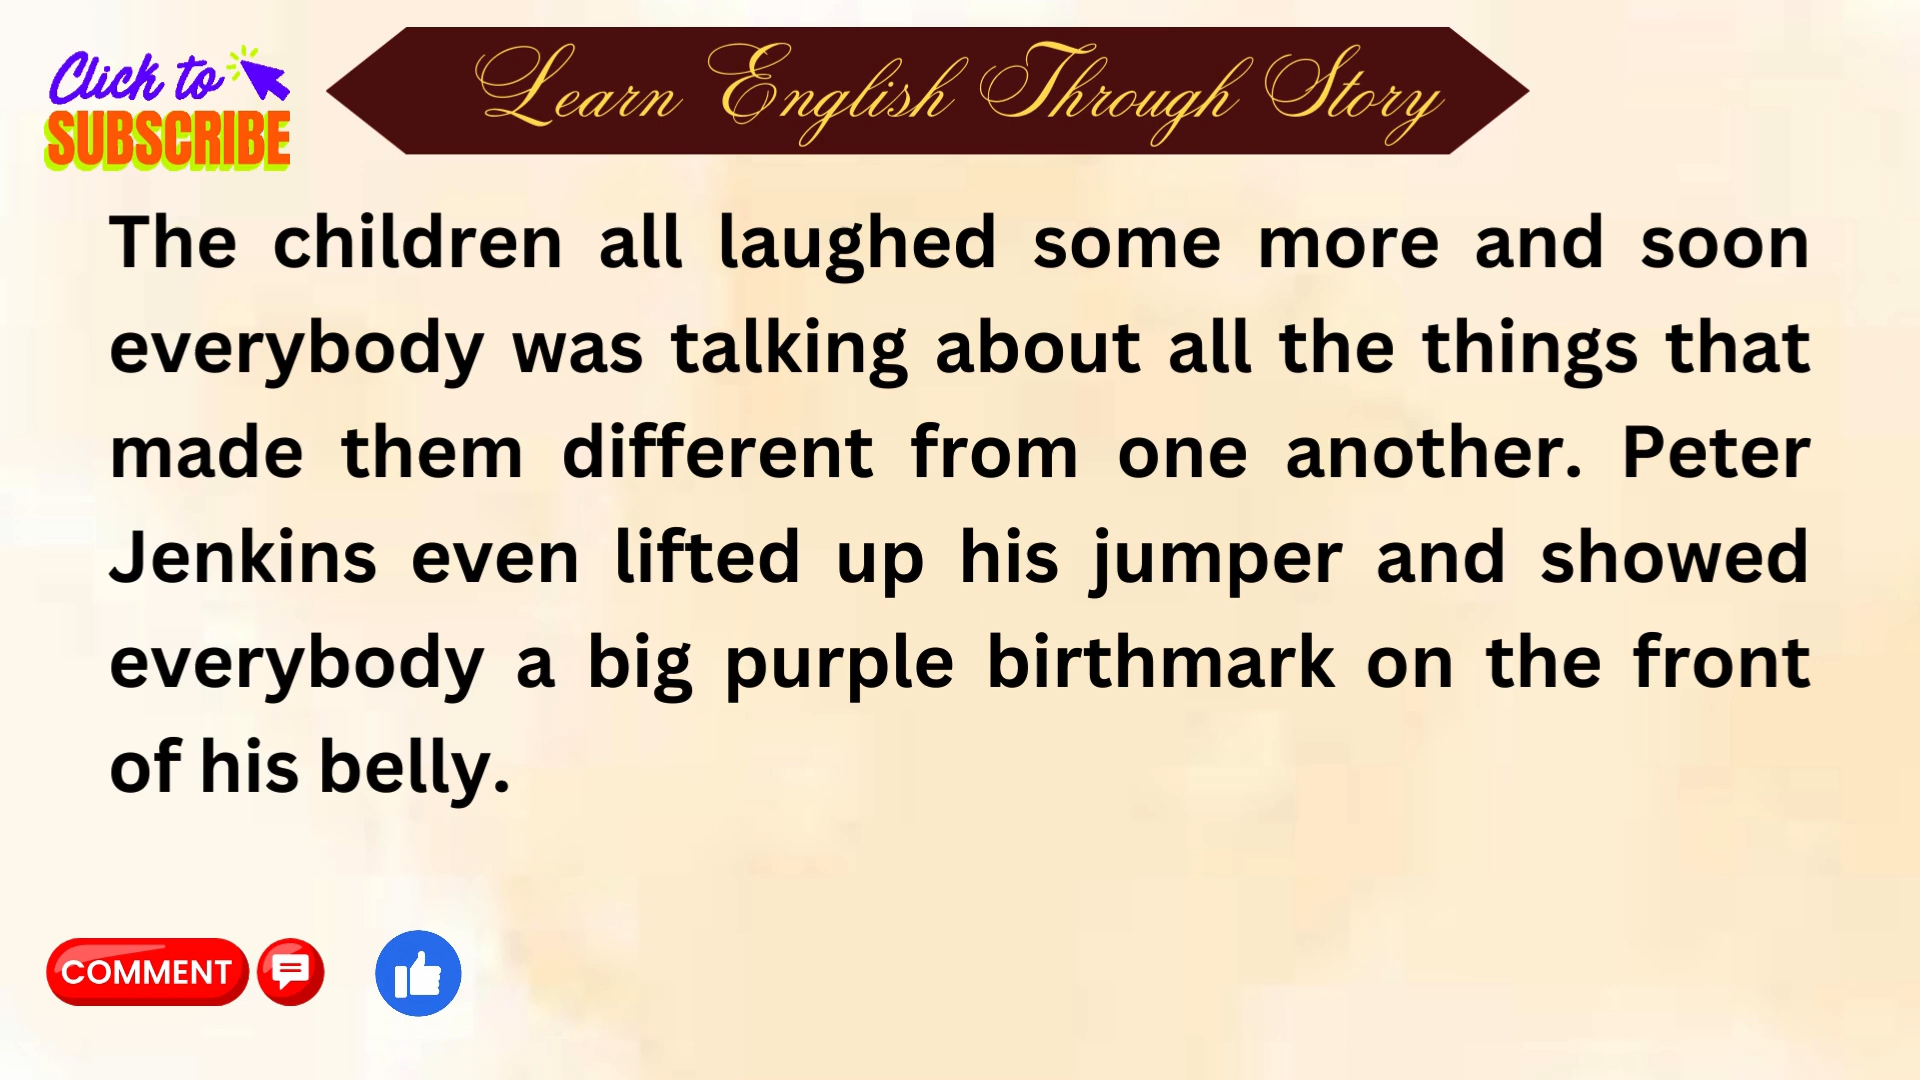 Click to
SUBSCRIBE
Learn English Through Story
The children all laughed some more and soon
everybody was talking about all the things that
made them different from one another. Peter
Jenkins even lifted up his jumper and showed
everybody a big purple birthmark on the front
of his belly.
COMMENT